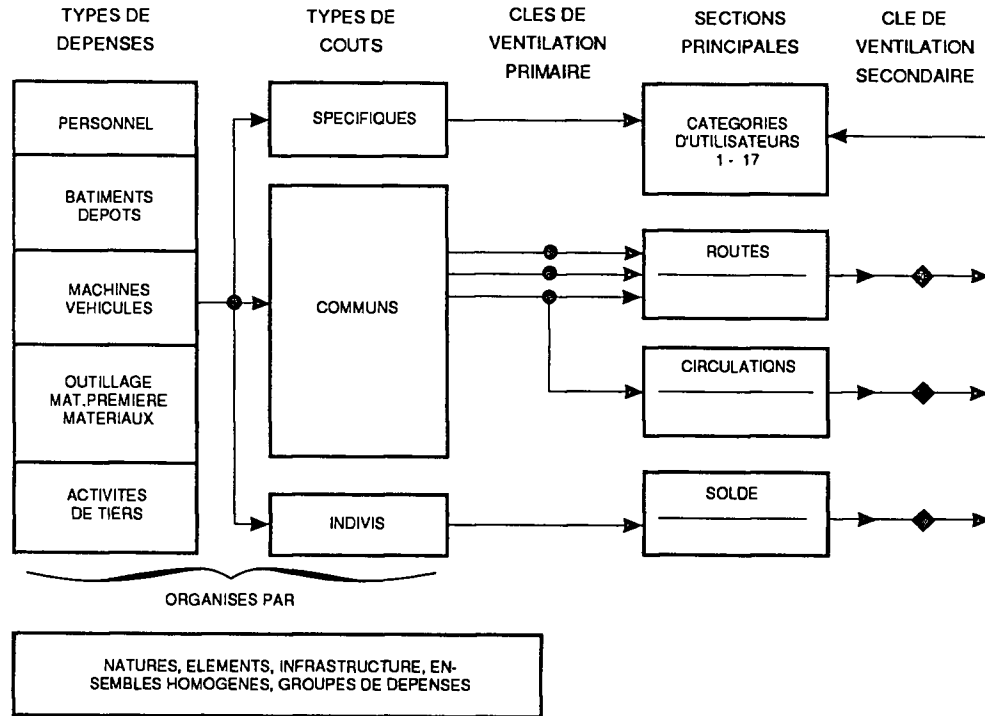 TYPES DE
DEPENSES
TYPES DE
COUTS
CLES DE
VENTILATION
PRIMAIRE
SECTIONS
PRINCIPALES
CLE DE
VENTILATION
SECONDAIRE
PERSONNEL
BATIMENTS
DEPOTS
MACHINES
VEHICULES
OUTILLAGE
MAT.PREMIERE
MATERIAUX
ACTIVITES
DE TIERS
SPECIFIQUES
COMMUNS
INDIVIS
CATEGORIES
D'UTILISATEURS
1 - 17
ROUTES
CIRCULATIONS
SOLDE
ORGANISES PAR
NATURES, ELEMENTS, INFRASTRUCTURE, EN-
SEMBLES HOMOGENES, GROUPES DE DEPENSES